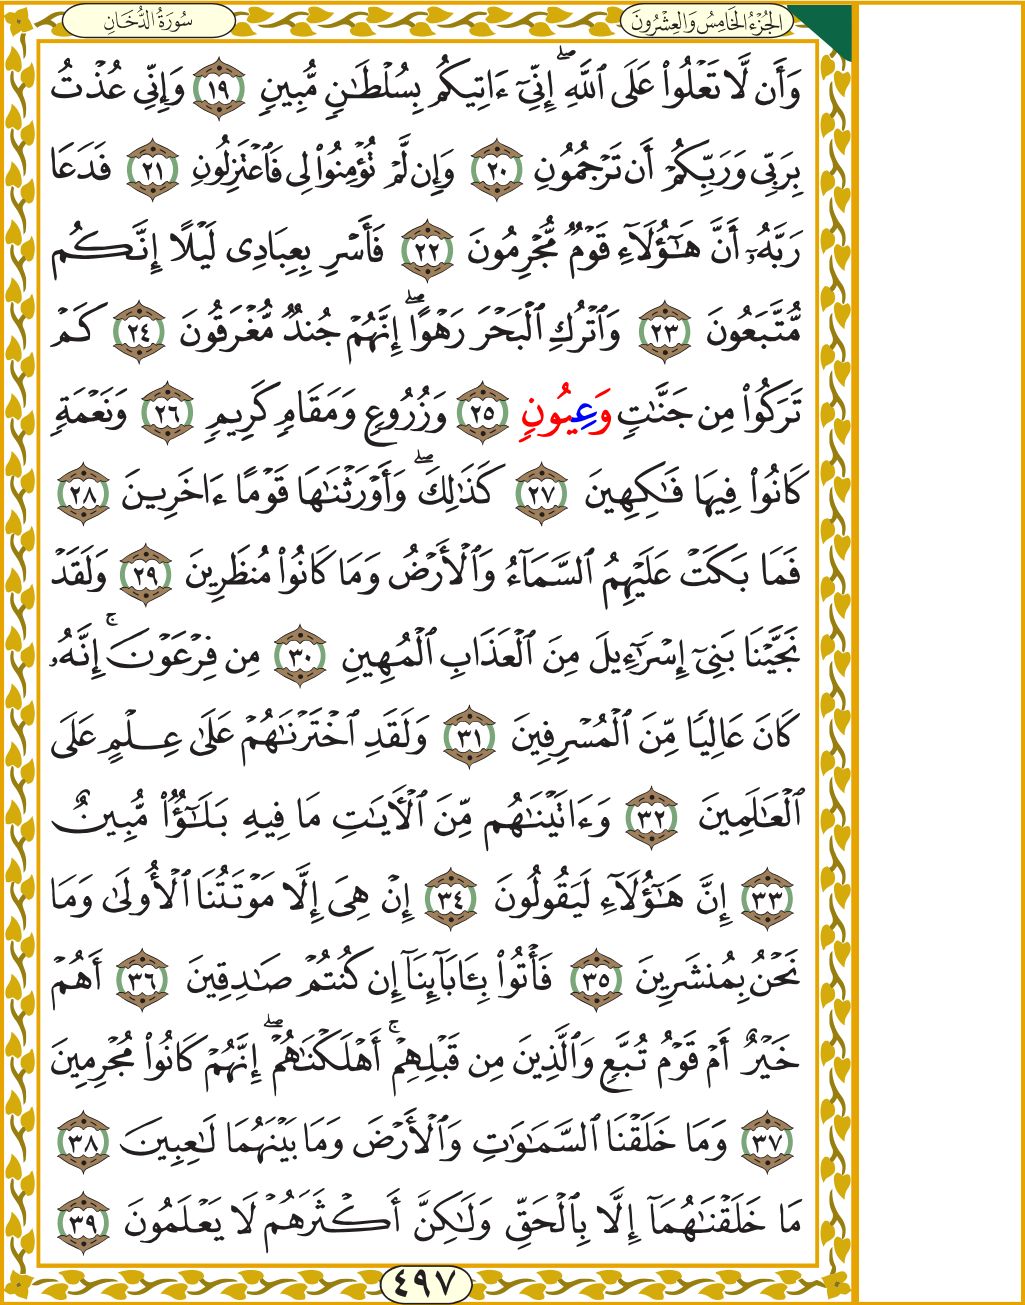 الجُزْءُ الخَامِسُ وَالعِشْرُونَ
سُورَةُ الدُّخَانِ
وَأَن لَّا تَعْلُوا۟ عَلَى ٱللَّهِ ۖ إِنِّىٓ ءَاتِيكُم بِسُلْطَـٰنٍ مُّبِينٍ ١٩ وَإِنِّى عُذْتُ
بِرَبِّى وَرَبِّكُمْ أَن تَرْجُمُونِ ٢٠ وَإِن لَّمْ تُؤْمِنُوا۟ لِى فَٱعْتَزِلُونِ ٢١ فَدَعَا
رَبَّهُۥٓ أَنَّ هَـٰٓؤُلَآءِ قَوْمٌ مُّجْرِمُونَ ٢٢ فَأَسْرِ بِعِبَادِى لَيْلًا إِنَّكُم
مُّتَّبَعُونَ ٢٣ وَٱتْرُكِ ٱلْبَحْرَ رَهْوًا ۖ إِنَّهُمْ جُندٌ مُّغْرَقُونَ ٢٤ كَمْ
تَرَكُوا۟ مِن جَنَّـٰتٍ وَعِيُونٍ ٢٥ وَزُرُوعٍ وَمَقَامٍ كَرِيمٍ ٢٦ وَنَعْمَةٍ
كَانُوا۟ فِيهَا فَـٰكِهِينَ ٢٧ كَذَٰلِكَ ۖ وَأَوْرَثْنَـٰهَا قَوْمًا ءَاخَرِينَ ٢٨
فَمَا بَكَتْ عَلَيْهِمُ ٱلسَّمَآءُ وَٱلْأَرْضُ وَمَا كَانُوا۟ مُنظَرِينَ ٢٩ وَلَقَدْ
نَجَّيْنَا بَنِىٓ إِسْرَٰٓءِيلَ مِنَ ٱلْعَذَابِ ٱلْمُهِينِ ٣٠ مِن فِرْعَوْنَ ۚ إِنَّهُۥ
كَانَ عَالِيًا مِّنَ ٱلْمُسْرِفِينَ ٣١ وَلَقَدِ ٱخْتَرْنَـٰهُمْ عَلَىٰ عِلْمٍ عَلَى
ٱلْعَـٰلَمِينَ ٣٢ وَءَاتَيْنَـٰهُم مِّنَ ٱلْـَٔايَـٰتِ مَا فِيهِ بَلَـٰٓؤٌا۟ مُّبِينٌ
٣٣ إِنَّ هَـٰٓؤُلَآءِ لَيَقُولُونَ ٣٤ إِنْ هِىَ إِلَّا مَوْتَتُنَا ٱلْأُولَىٰ وَمَا
نَحْنُ بِمُنشَرِينَ ٣٥ فَأْتُوا۟ بِـَٔابَآئِنَآ إِن كُنتُمْ صَـٰدِقِينَ ٣٦ أَهُمْ
خَيْرٌ أَمْ قَوْمُ تُبَّعٍ وَٱلَّذِينَ مِن قَبْلِهِمْ ۚ أَهْلَكْنَـٰهُمْ ۖ إِنَّهُمْ كَانُوا۟ مُجْرِمِينَ
٣٧ وَمَا خَلَقْنَا ٱلسَّمَـٰوَٰتِ وَٱلْأَرْضَ وَمَا بَيْنَهُمَا لَـٰعِبِينَ ٣٨
مَا خَلَقْنَـٰهُمَآ إِلَّا بِٱلْحَقِّ وَلَـٰكِنَّ أَكْثَرَهُمْ لَا يَعْلَمُونَ ٣٩
٤٩٧